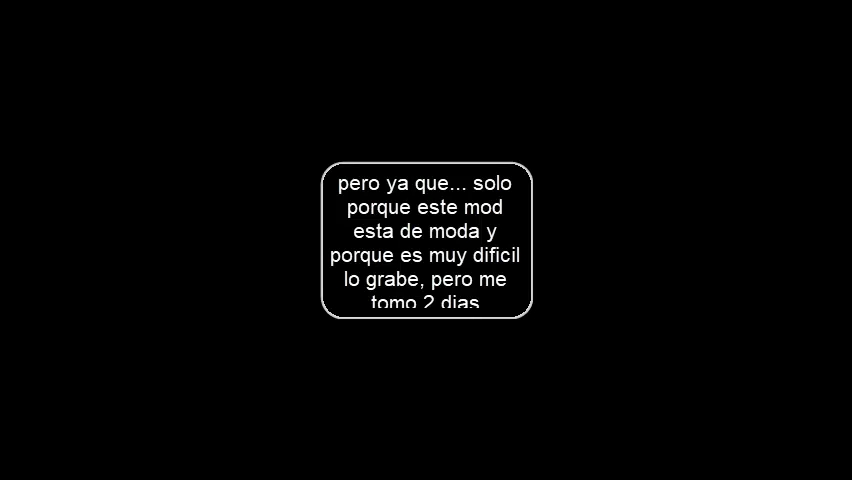 pero ya que... solo
porque este mod
esta de moda y
porque es muy dificil
lo grabe, pero me
tomo 2 dias